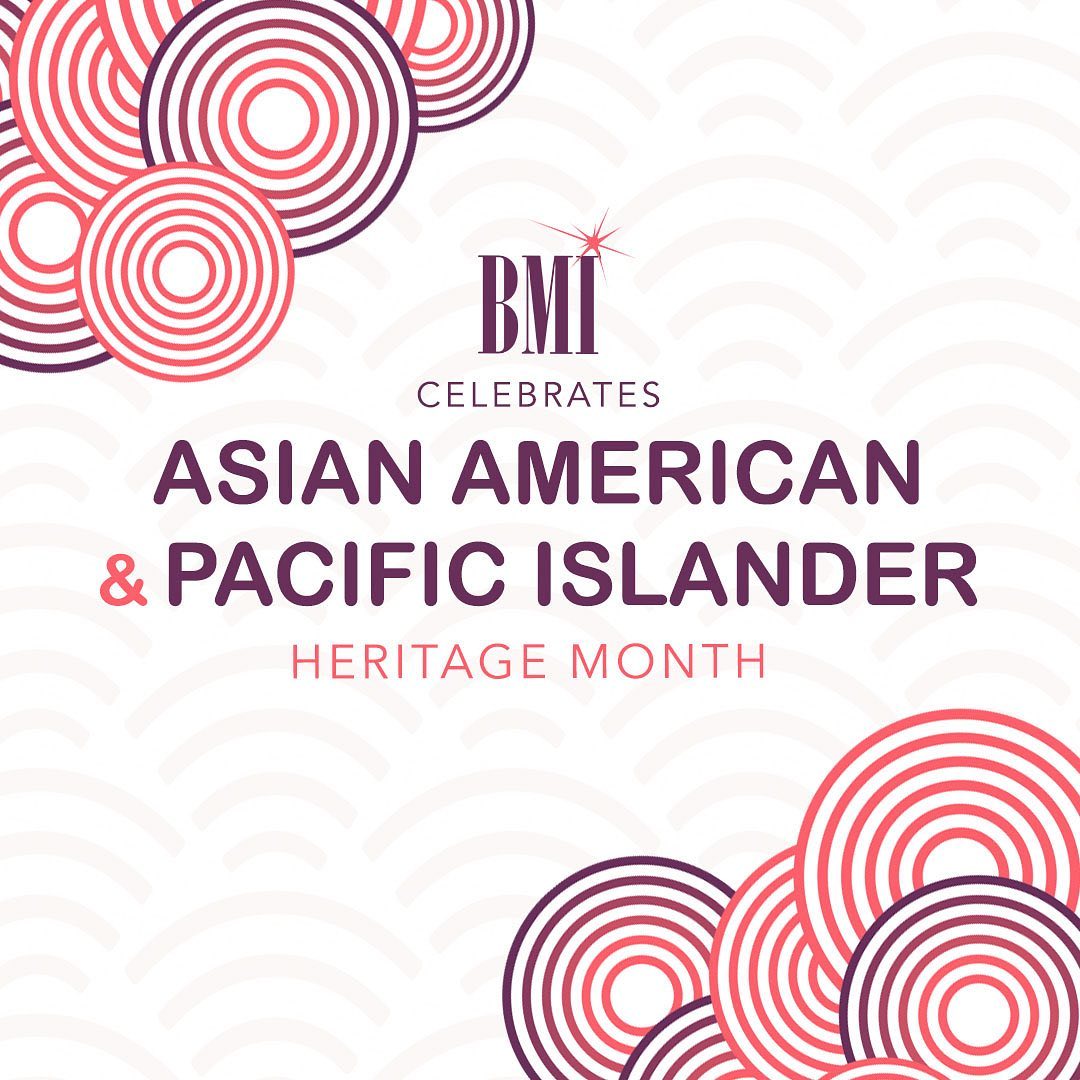 BMI
CELEBRATES
ASIAN AMERICAN
& PACIFIC ISLANDER
HERITAGE MONTH